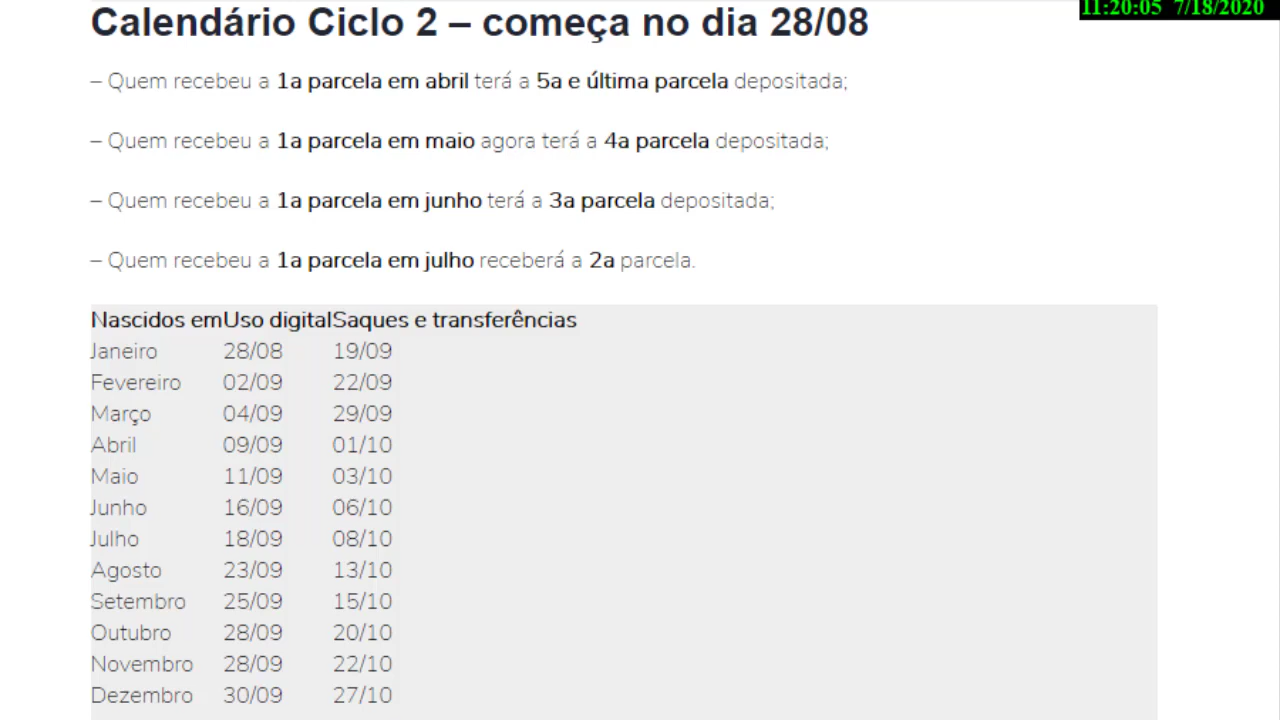 11:20:05 7/18/2020
Calendário Ciclo 2 – começa no dia 28/08
– Quem recebeu a 1a parcela em abril terá a 5a e última parcela depositada;
– Quem recebeu a 1a parcela em maio agora terá a 4a parcela depositada;
– Quem recebeu a 1a parcela em junho terá a 3a parcela depositada;
– Quem recebeu a 1a parcela em julho receberá a 2a parcela.
Nascidos em Uso digital Saques e transferências
Janeiro 28/08 19/09
Fevereiro 02/09 22/09
Março 04/09 29/09
Abril 09/09 01/10
Maio 11/09 03/10
Junho 16/09 06/10
Julho 18/09 08/10
Agosto 23/09 13/10
Setembro 25/09 15/10
Outubro 28/09 20/10
Novembro 28/09 22/10
Dezembro 30/09 27/10